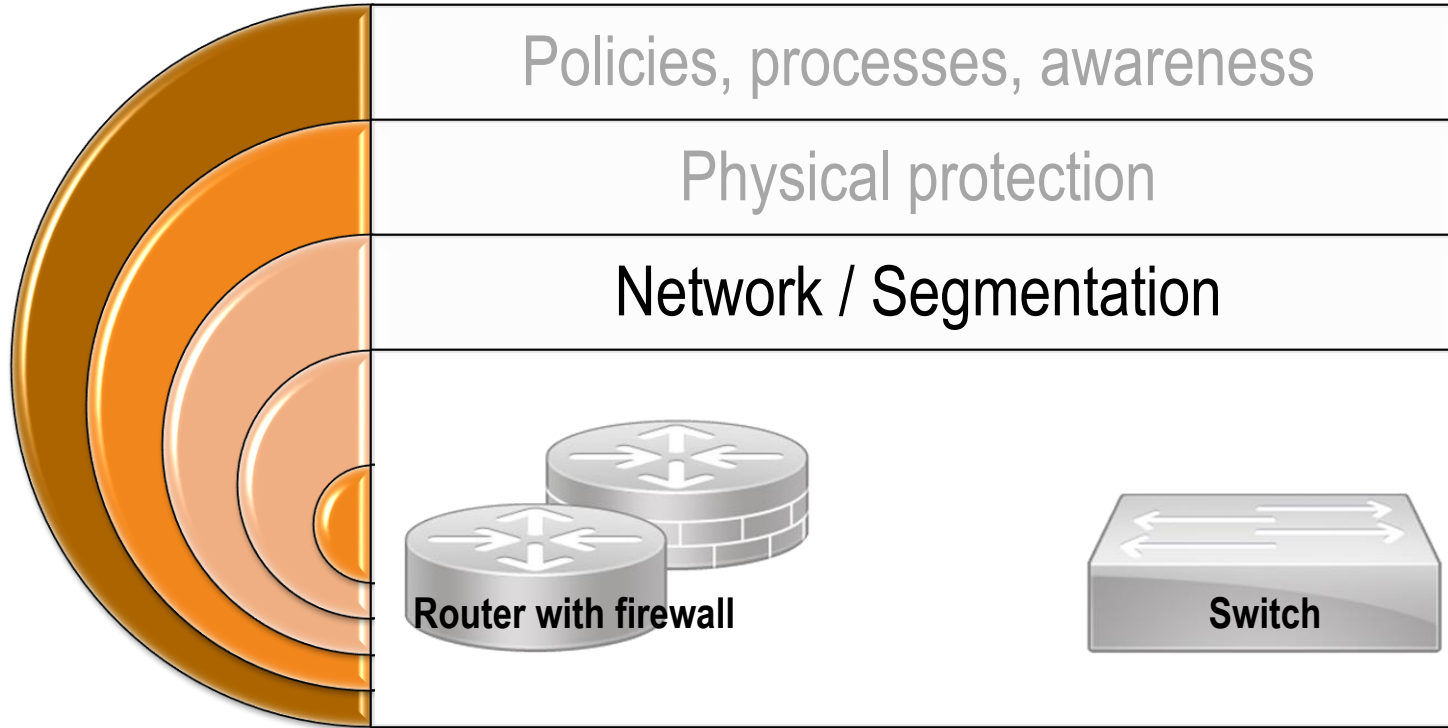 Policies, processes, awareness
Physical protection
Network / Segmentation
Router with firewall
Switch